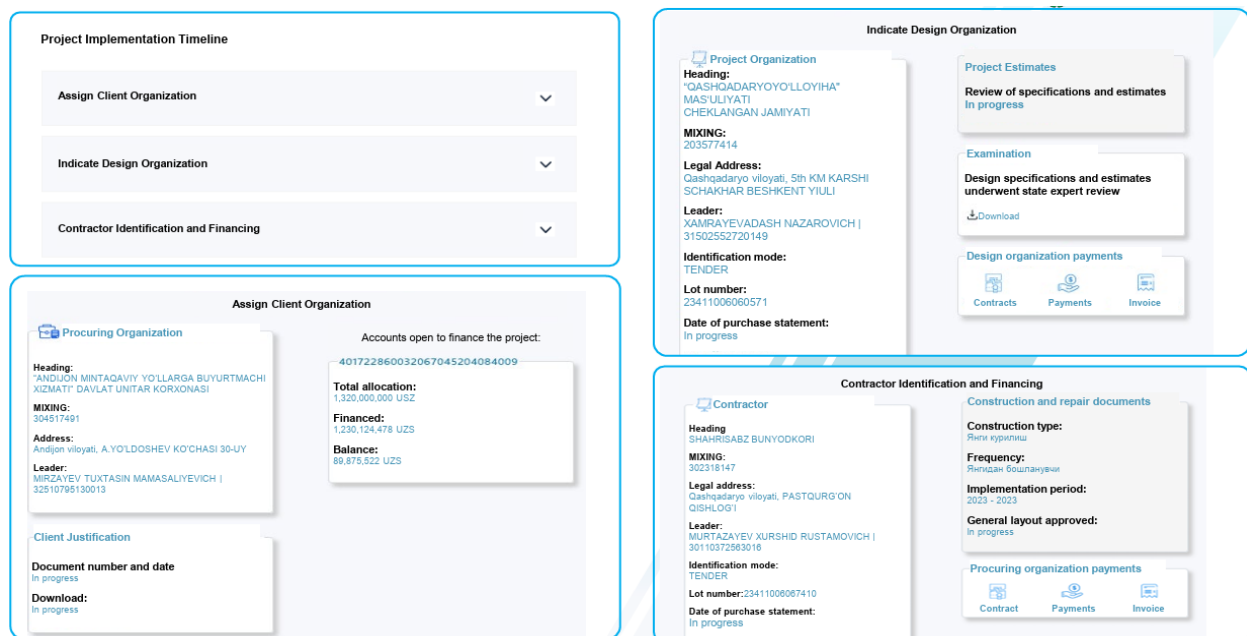 Project Implementation Timeline
Assign Client Organization
Indicate Design Organization
Contractor Identification and Financing
Assign Client Organization
Procuring Organization
Heading:
"ANDIJON MINTAQAVIY YO'LLARGA BUYURTMACHI
XIZMATI" DAVLAT UNITAR KORXONASI
MIXING:
304517491
Address:
Andijon viloyati, A.YO'LDOSHEV KO'CHASI 30-UY
Leader:
MIRZAYEV TUXTASIN MAMASALIYEVICH |
32510795130013
Client Justification
Document number and date
In progress
Download:
In progress
Accounts open to finance the project:
401722860032067045204084009
Total allocation:
1,320,000,000 USZ
Financed:
1,230,124,478 UZS
Balance:
89,875,522 UZS
Indicate Design Organization
Project Organization
Heading:
"QASHQADARYOYO'LLOYIHA"
MAS'ULIYATI
CHEKLANGAN JAMIYATI
MIXING:
203577414
Legal Address:
Qashqadaryo viloyati, 5th KM KARSHI
SCHAKHAR BESHKENT YIULI
Leader:
XAMRAYEVADASH NAZAROVICH |
31502552720149
Identification mode:
TENDER
Lot number:
23411006060571
Date of purchase statement:
In progress
Project Estimates
Review of specifications and estimates
In progress
Examination
Design specifications and estimates
underwent state expert review
Download
Design organization payments
Contracts Payments Invoice
Contractor Identification and Financing
Contractor
Heading
SHAHRISABZ BUNYODKORI
MIXING:
302318147
Legal address:
Qashqadaryo viloyati, PASTQURG'ON
QISHLOG'I
Leader:
MURTAZAYEV XURSHID RUSTAMOVICH |
30110372563016
Identification mode:
TENDER
Lot number:23411006067410
Date of purchase statement:
In progress
Construction and repair documents
Construction type:
Янги курилиш
Frequency:
Янгидан бошланувчи
Implementation period:
2023 - 2023
General layout approved:
In progress
Procuring organization payments
Contract Payments Invoice